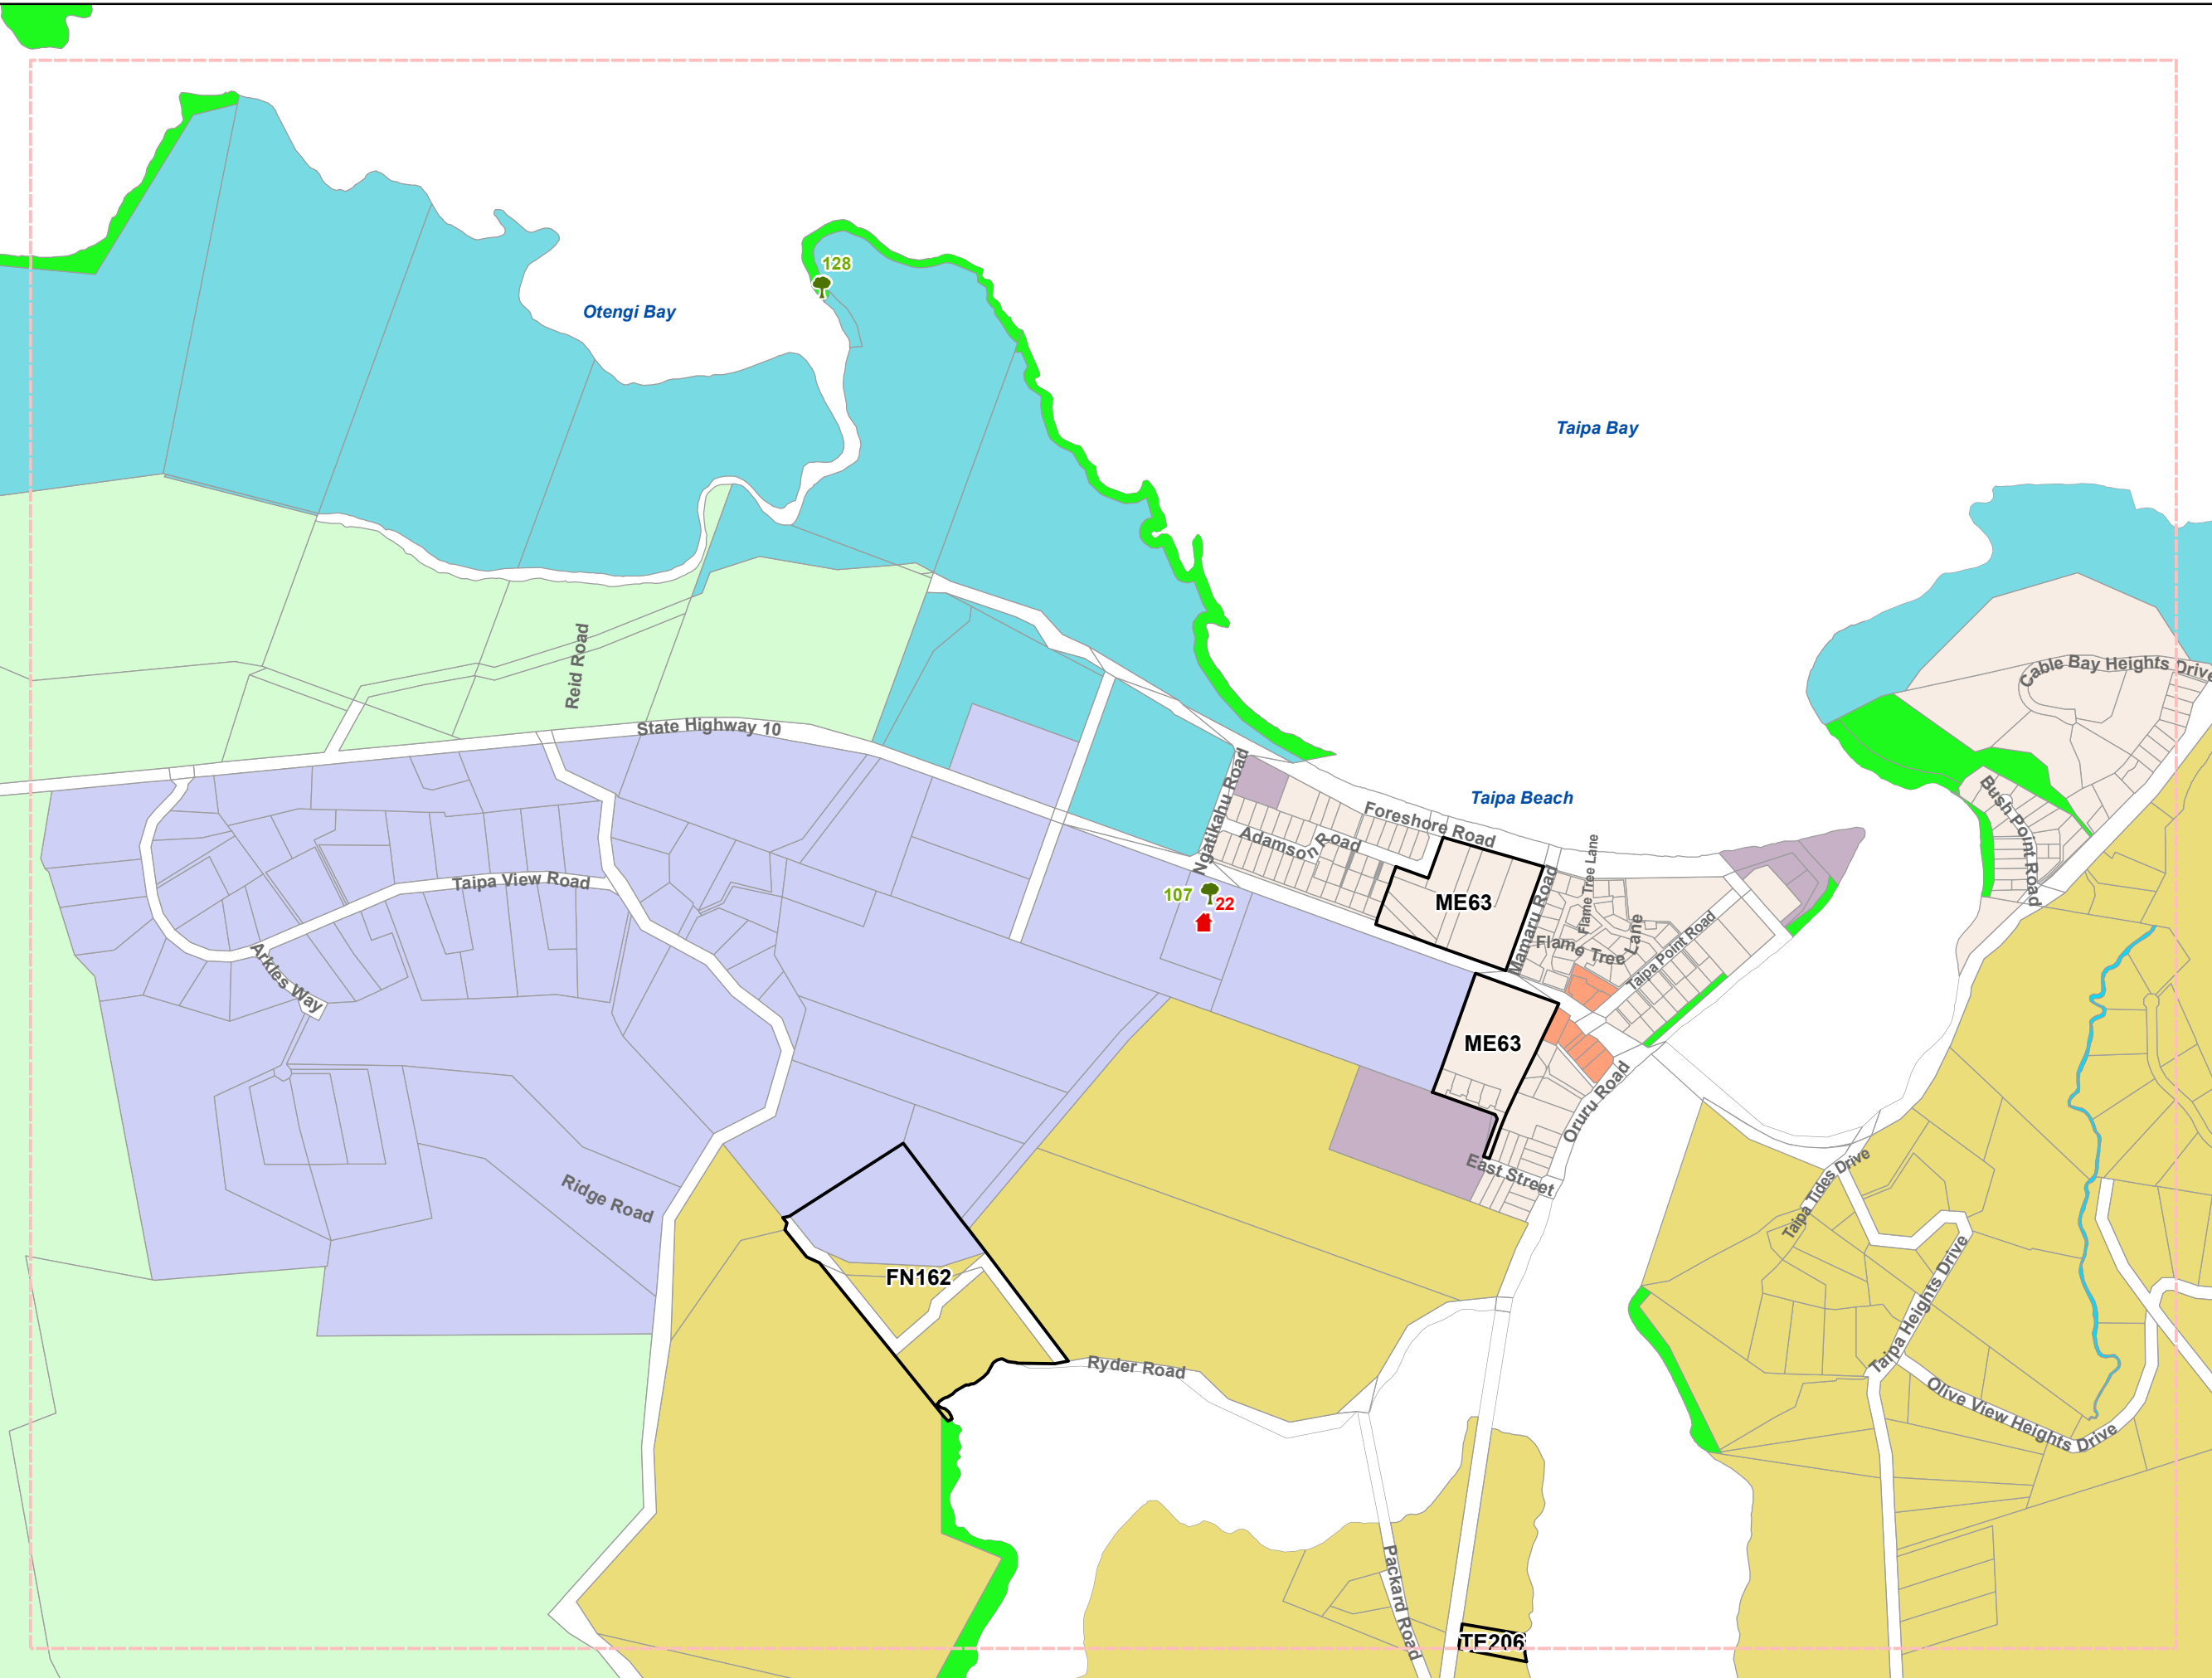 128
Otengi Bay
Taipa Bay
Reid Road
State Highway 10
Cable Bay Heights Drive
Ngatikahu Road
Taipa Beach
Foreshore Road
Adamson Road
Bush Point Road
Flame Tree Lane
Mamaru Road
Taipa View Road
107
22
ME63
Flame Tree Lane
Taipa Point Road
Arkles Way
ME63
Oruru Road
East Street
Ridge Road
Taipa Tides Drive
FN162
Taipa Heights Drive
Ryder Road
Olive View Heights Drive
Packard Road
TE206